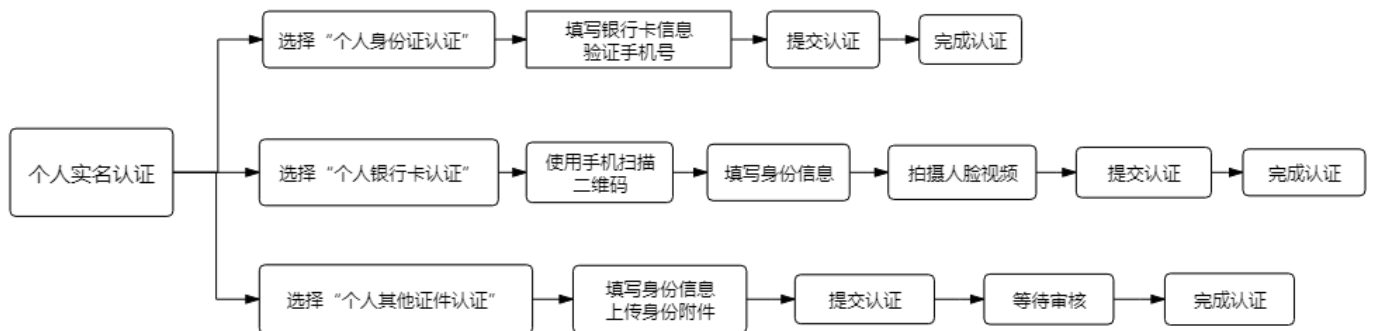 选择“个人身份证认证”
填写银行卡信息
验证手机号
提交认证
完成认证
个人实名认证
选择“个人银行卡认证”
使用手机扫描
二维码
填写身份信息
拍摄人脸视频
提交认证
完成认证
选择“个人其他证件认证”
填写身份信息
上传身份附件
提交认证
等待审核
完成认证